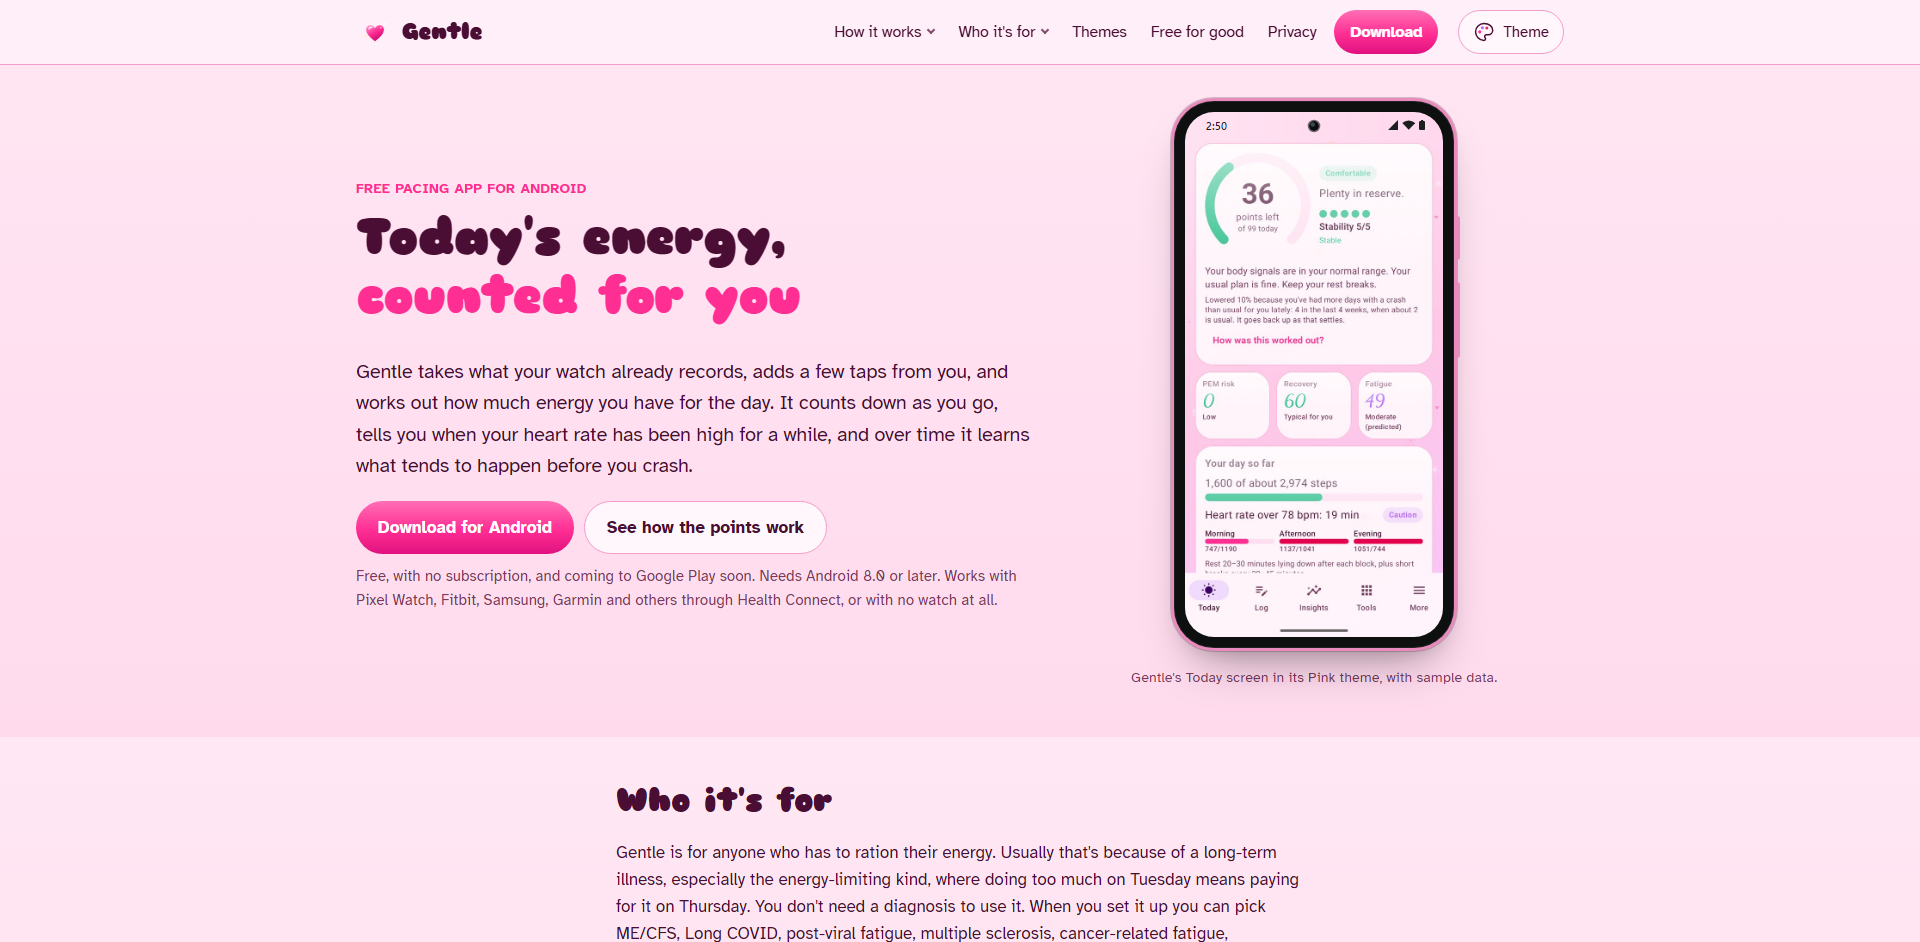 Gentle
How it works
Who it's for
Themes
Free for good
Privacy
Download
Theme
FREE PACING APP FOR ANDROID
Today's energy,
counted for you
Gentle takes what your watch already records, adds a few taps from you, and
works out how much energy you have for the day. It counts down as you go,
tells you when your heart rate has been high for a while, and over time it learns
what tends to happen before you crash.
Download for Android
See how the points work
Free, with no subscription, and coming to Google Play soon. Needs Android 8.0 or later. Works with
Pixel Watch, Fitbit, Samsung, Garmin and others through Health Connect, or with no watch at all.
2:50
36
points left
of 99 today
Comfortable
Plenty in reserve.
Stability 5/5
Stable
Your body signals are in your normal range. Your
usual plan is fine. Keep your rest breaks.
Lowered 10% because you've had more days with a crash
than usual for you lately: 4 in the last 4 weeks, when about 2
is usual. It goes back up as that settles.
How was this worked out?
PEM risk
0
Low
Recovery
60
Typical for you
Fatigue
49
Moderate
(predicted)
Your day so far
1,600 of about 2,974 steps
Heart rate over 78 bpm: 19 min
Caution
Morning
747/1190
Afternoon
1137/1041
Evening
1051/744
Rest 20–30 minutes lying down after each block, plus short
Today
Log
Insights
Tools
More
Gentle's Today screen in its Pink theme, with sample data.
Who it's for
Gentle is for anyone who has to ration their energy. Usually that's because of a long-term
illness, especially the energy-limiting kind, where doing too much on Tuesday means paying
for it on Thursday. You don't need a diagnosis to use it. When you set it up you can pick
ME/CFS, Long COVID, post-viral fatigue, multiple sclerosis, cancer-related fatigue,